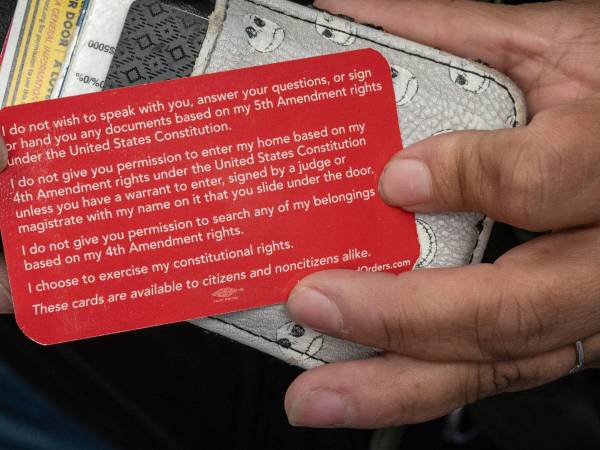 I do not wish to speak with you, answer your questions, or sign
or hand you any documents based on my 5th Amendment rights
under the United States Constitution.
I do not give you permission to enter my home based on my
4th Amendment rights under the United States Constitution
unless you have a warrant to enter, signed by a judge or
magistrate with my name on it that you slide under the door.
I do not give you permission to search any of my belongings
based on my 4th Amendment rights.
I choose to exercise my constitutional rights.
These cards are available to citizens and noncitizens alike.
Orders.com